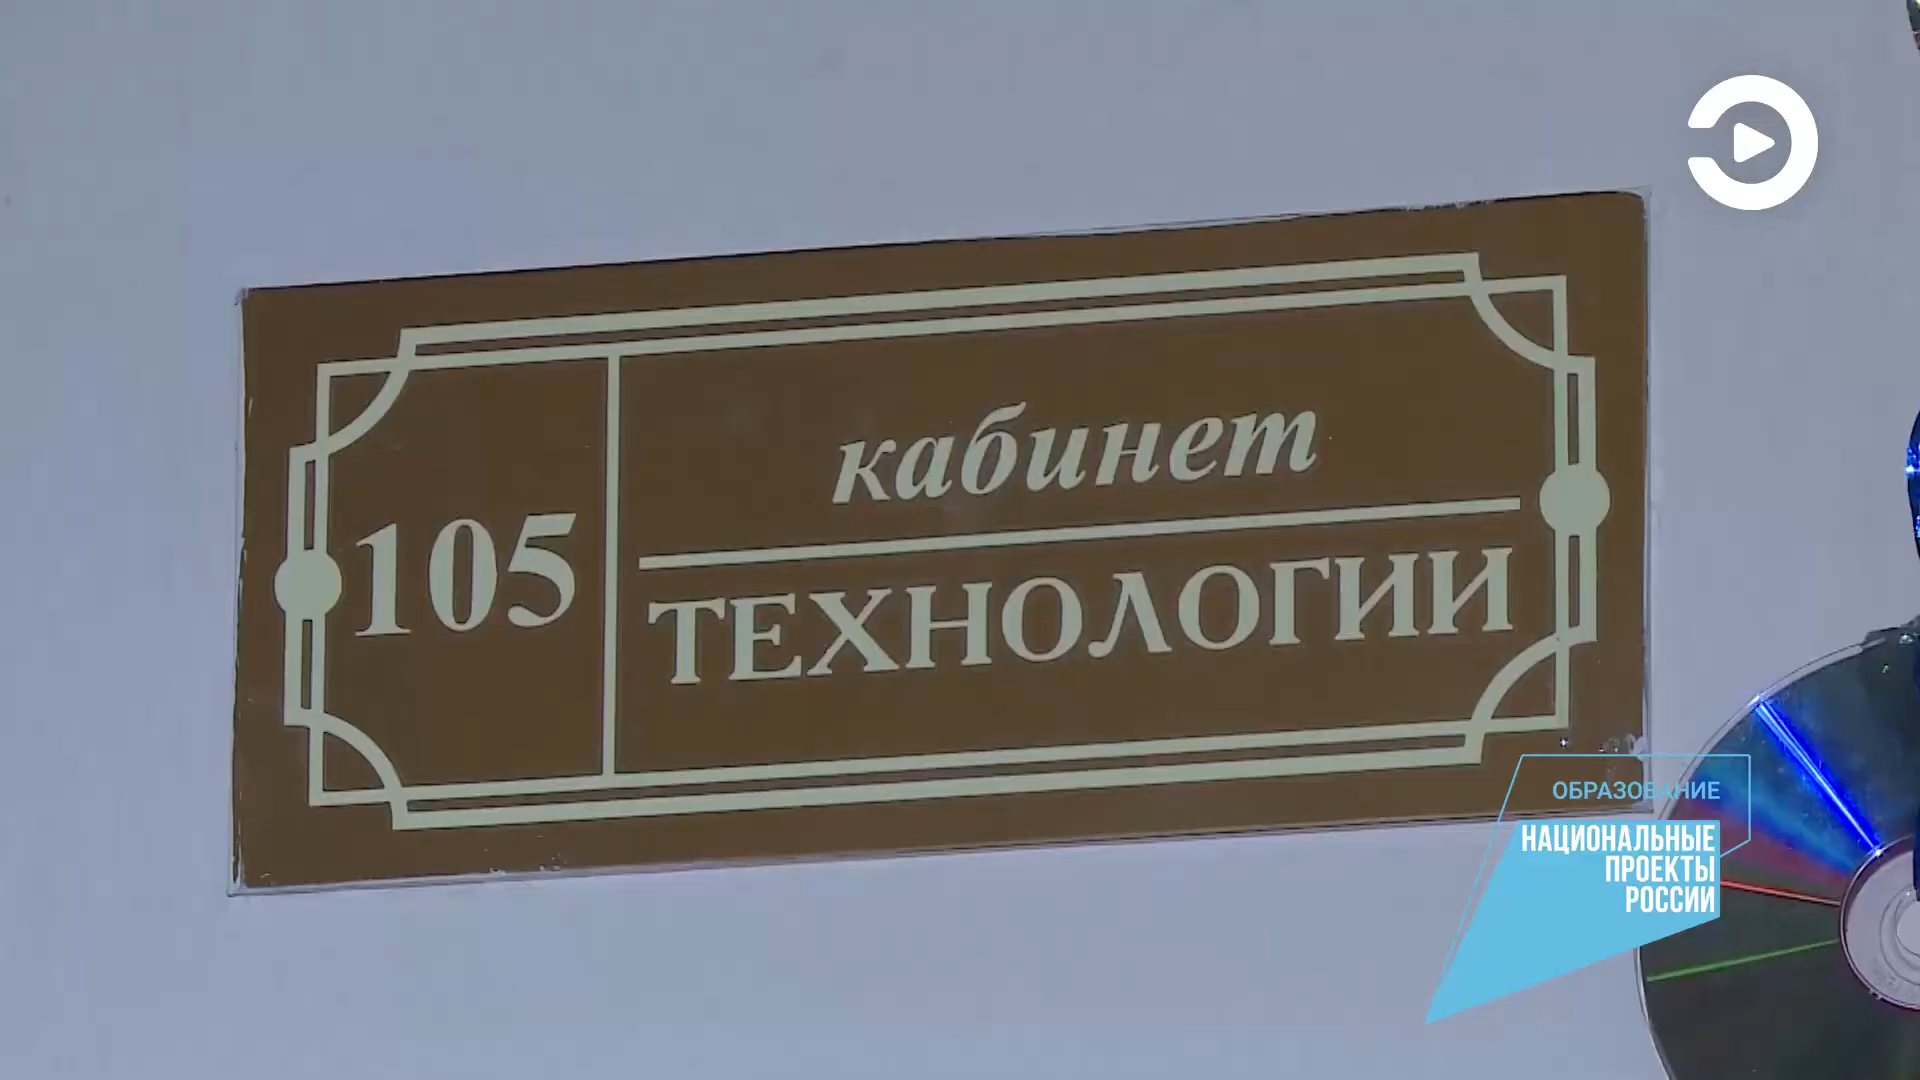 105
кабинет
ТЕХНОЛОГИИ
ОБРАЗОВАНИЕ
НАЦИОНАЛЬНЫЕ
ПРОЕКТЫ
РОССИИ